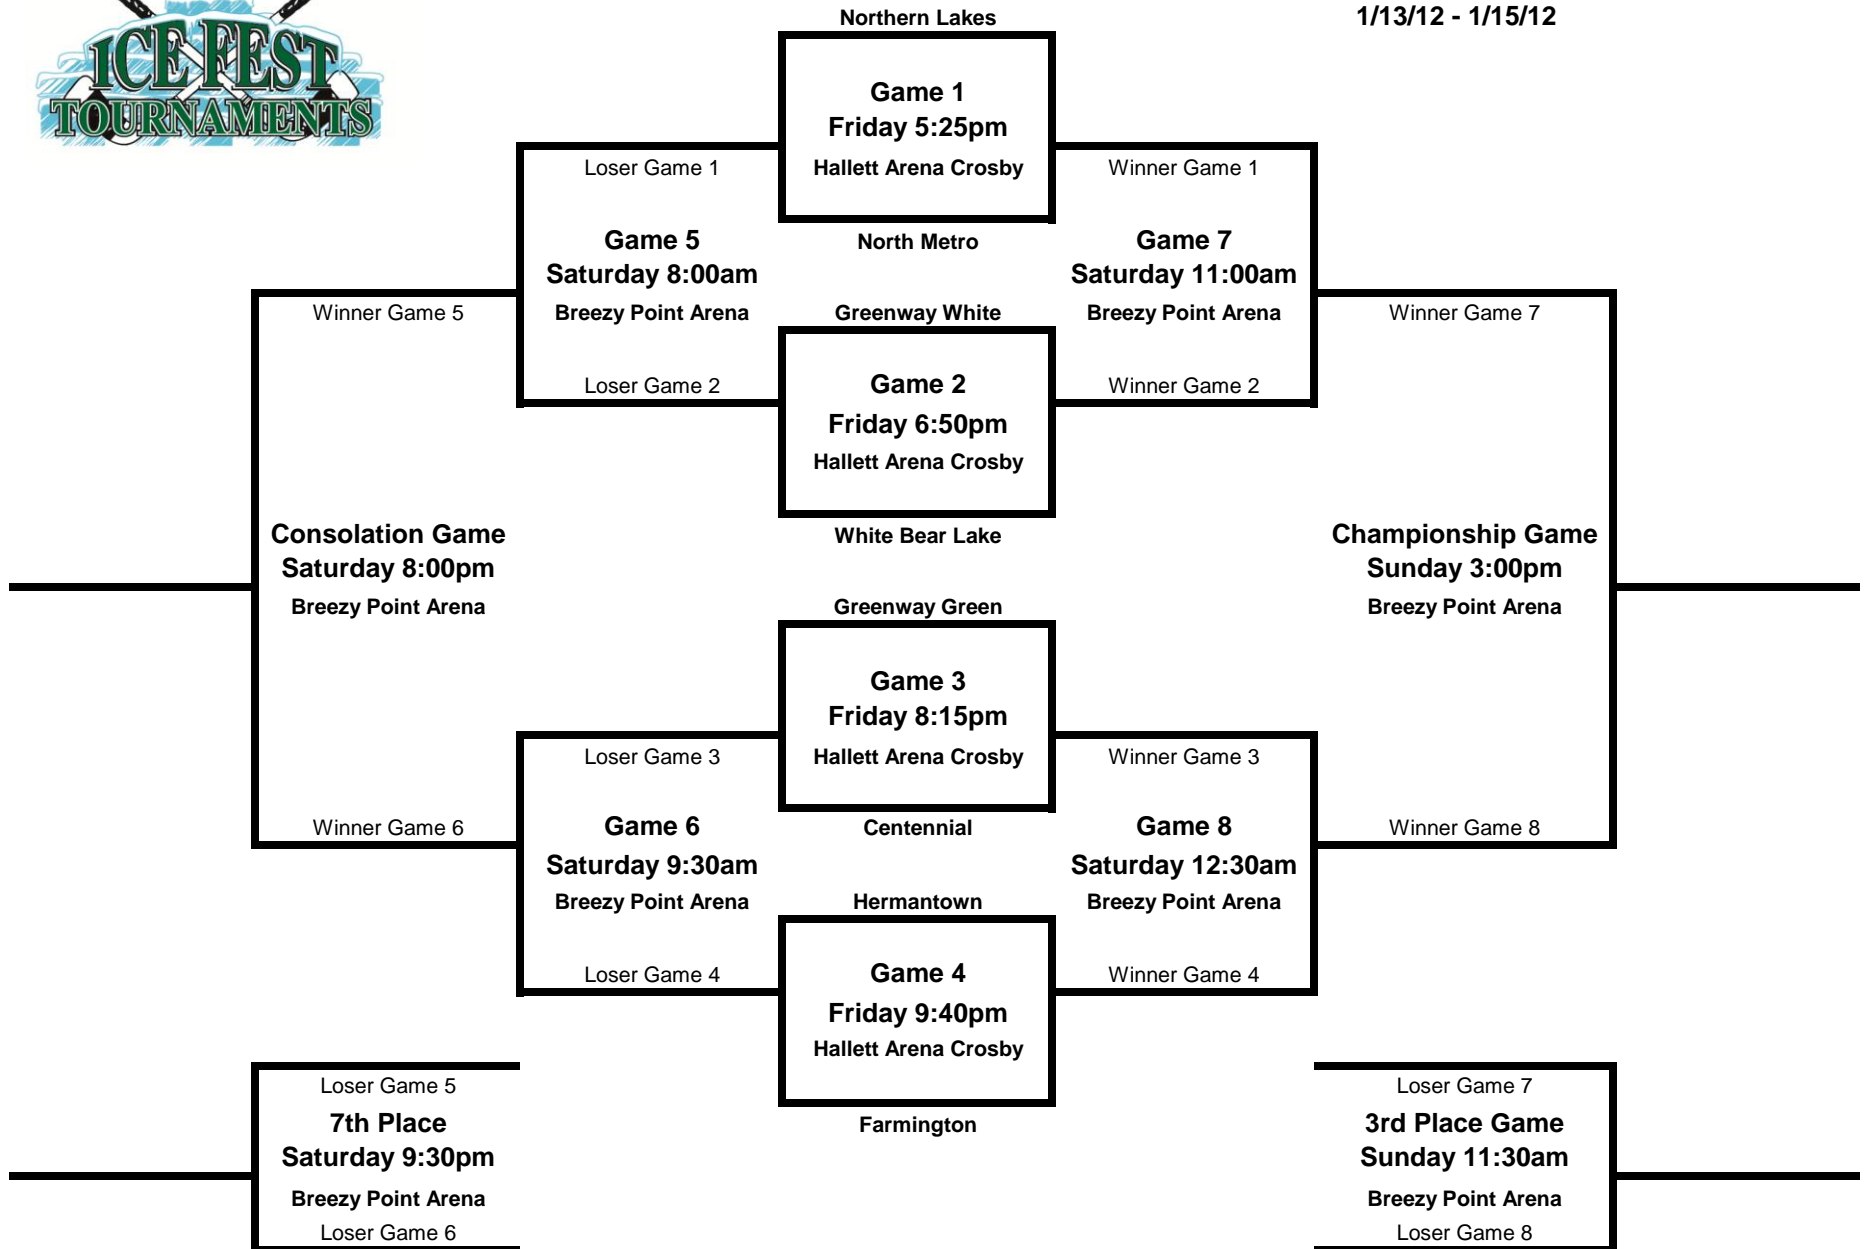 ICE FEST
TOURNAMENTS
1/13/12 - 1/15/12
Northern Lakes
Game 1
Friday 5:25pm
Hallett Arena Crosby
North Metro
Loser Game 1
Game 5
Saturday 8:00am
Breezy Point Arena
Loser Game 2
Winner Game 1
Game 7
Saturday 11:00am
Breezy Point Arena
Winner Game 2
Greenway White
Game 2
Friday 6:50pm
Hallett Arena Crosby
White Bear Lake
Winner Game 5
Consolation Game
Saturday 8:00pm
Breezy Point Arena
Winner Game 6
Winner Game 7
Championship Game
Sunday 3:00pm
Breezy Point Arena
Winner Game 8
Greenway Green
Game 3
Friday 8:15pm
Hallett Arena Crosby
Centennial
Loser Game 3
Game 6
Saturday 9:30am
Breezy Point Arena
Loser Game 4
Winner Game 3
Game 8
Saturday 12:30am
Breezy Point Arena
Winner Game 4
Hermantown
Game 4
Friday 9:40pm
Hallett Arena Crosby
Farmington
Loser Game 5
7th Place
Saturday 9:30pm
Breezy Point Arena
Loser Game 6
Loser Game 7
3rd Place Game
Sunday 11:30am
Breezy Point Arena
Loser Game 8